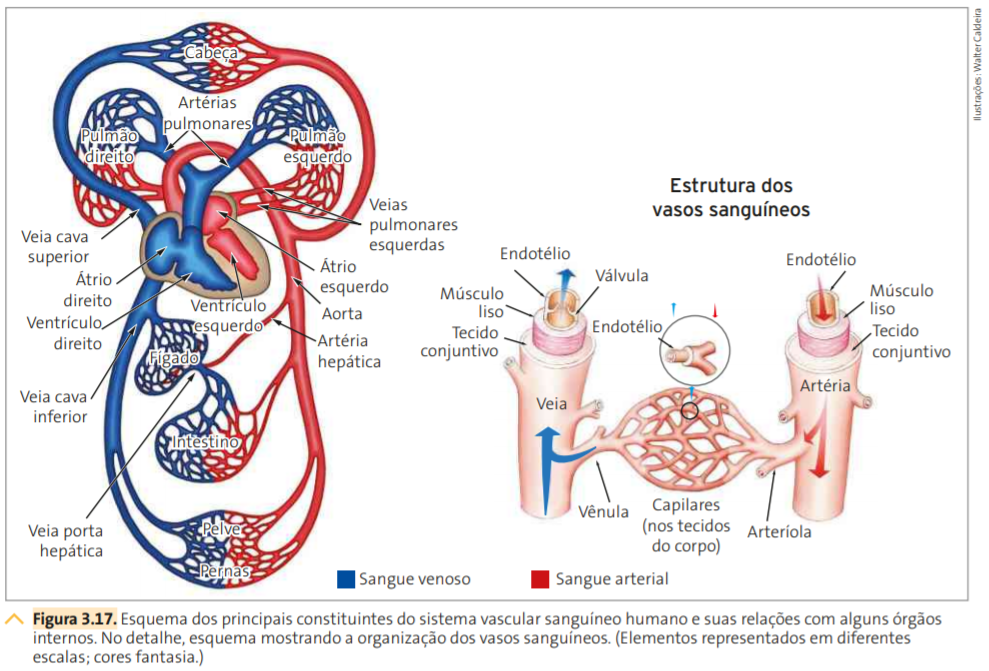 Ilustrações: Walter Caldeira
Cabeça
Artérias
pulmonares
Pulmão
direito
Pulmão
esquerdo
Veias
pulmonares
esquerdas
Veia cava
superior
Átrio
direito
Átrio
esquerdo
Ventrículo
esquerdo
Aorta
Ventrículo
direito
Artéria
hepática
Fígado
Veia cava
inferior
Intestino
Veia porta
hepática
Pelve
Pernas
Estrutura dos
vasos sanguíneos
Endotélio
Válvula
Músculo
liso
Tecido
conjuntivo
Endotélio
Endotélio
Músculo
liso
Tecido
conjuntivo
Veia
Artéria
Vênula
Capilares
(nos tecidos
do corpo)
Arteríola
Sangue venoso
Sangue arterial
Figura 3.17. Esquema dos principais constituintes do sistema vascular sanguíneo humano e suas relações com alguns órgãos
internos. No detalhe, esquema mostrando a organização dos vasos sanguíneos. (Elementos representados em diferentes
escalas; cores fantasia.)